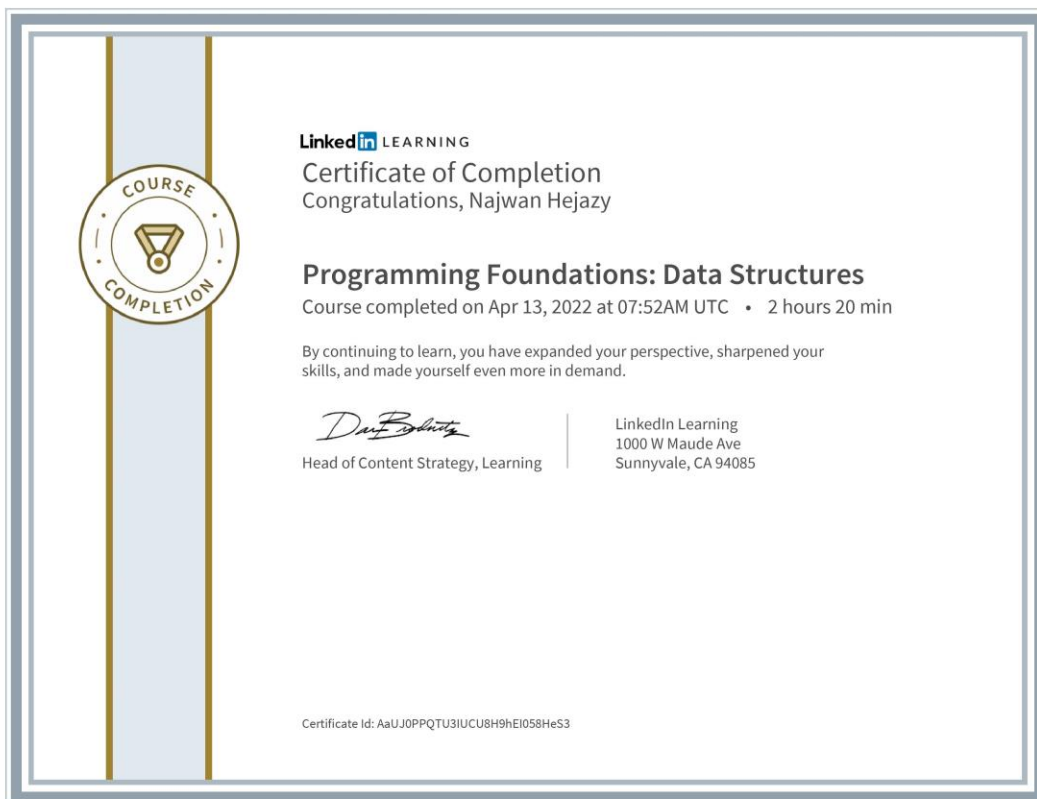 COURSE
COMPLETION
Linked in LEARNING
Certificate of Completion
Congratulations, Najwan Hejazy
Programming Foundations: Data Structures
Course completed on Apr 13, 2022 at 07:52AM UTC • 2 hours 20 min
By continuing to learn, you have expanded your perspective, sharpened your
skills, and made yourself even more in demand.
Head of Content Strategy, Learning
LinkedIn Learning
1000 W Maude Ave
Sunnyvale, CA 94085
Certificate Id: AaUJ0PPQTU3IUCU8H9hEI058HeS3